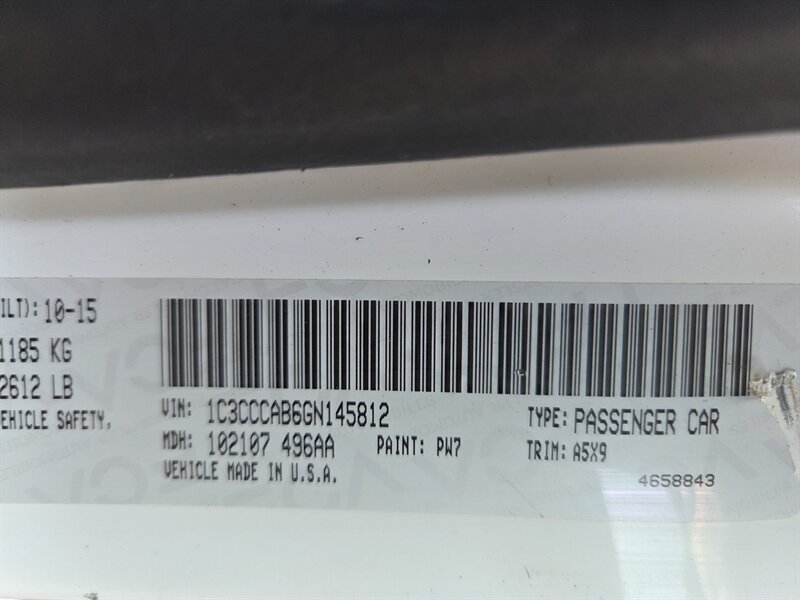 ILT): 10-15
1185 KG
2612 LB
EHICLE SAFETY,
VIN: 1C3CCCAB6GN145812
TYPE: PASSENGER CAR
MDH: 102107 496AA
PAINT: PW7
TRIM: A5X9
VEHICLE MADE IN U.S.A.
4658843